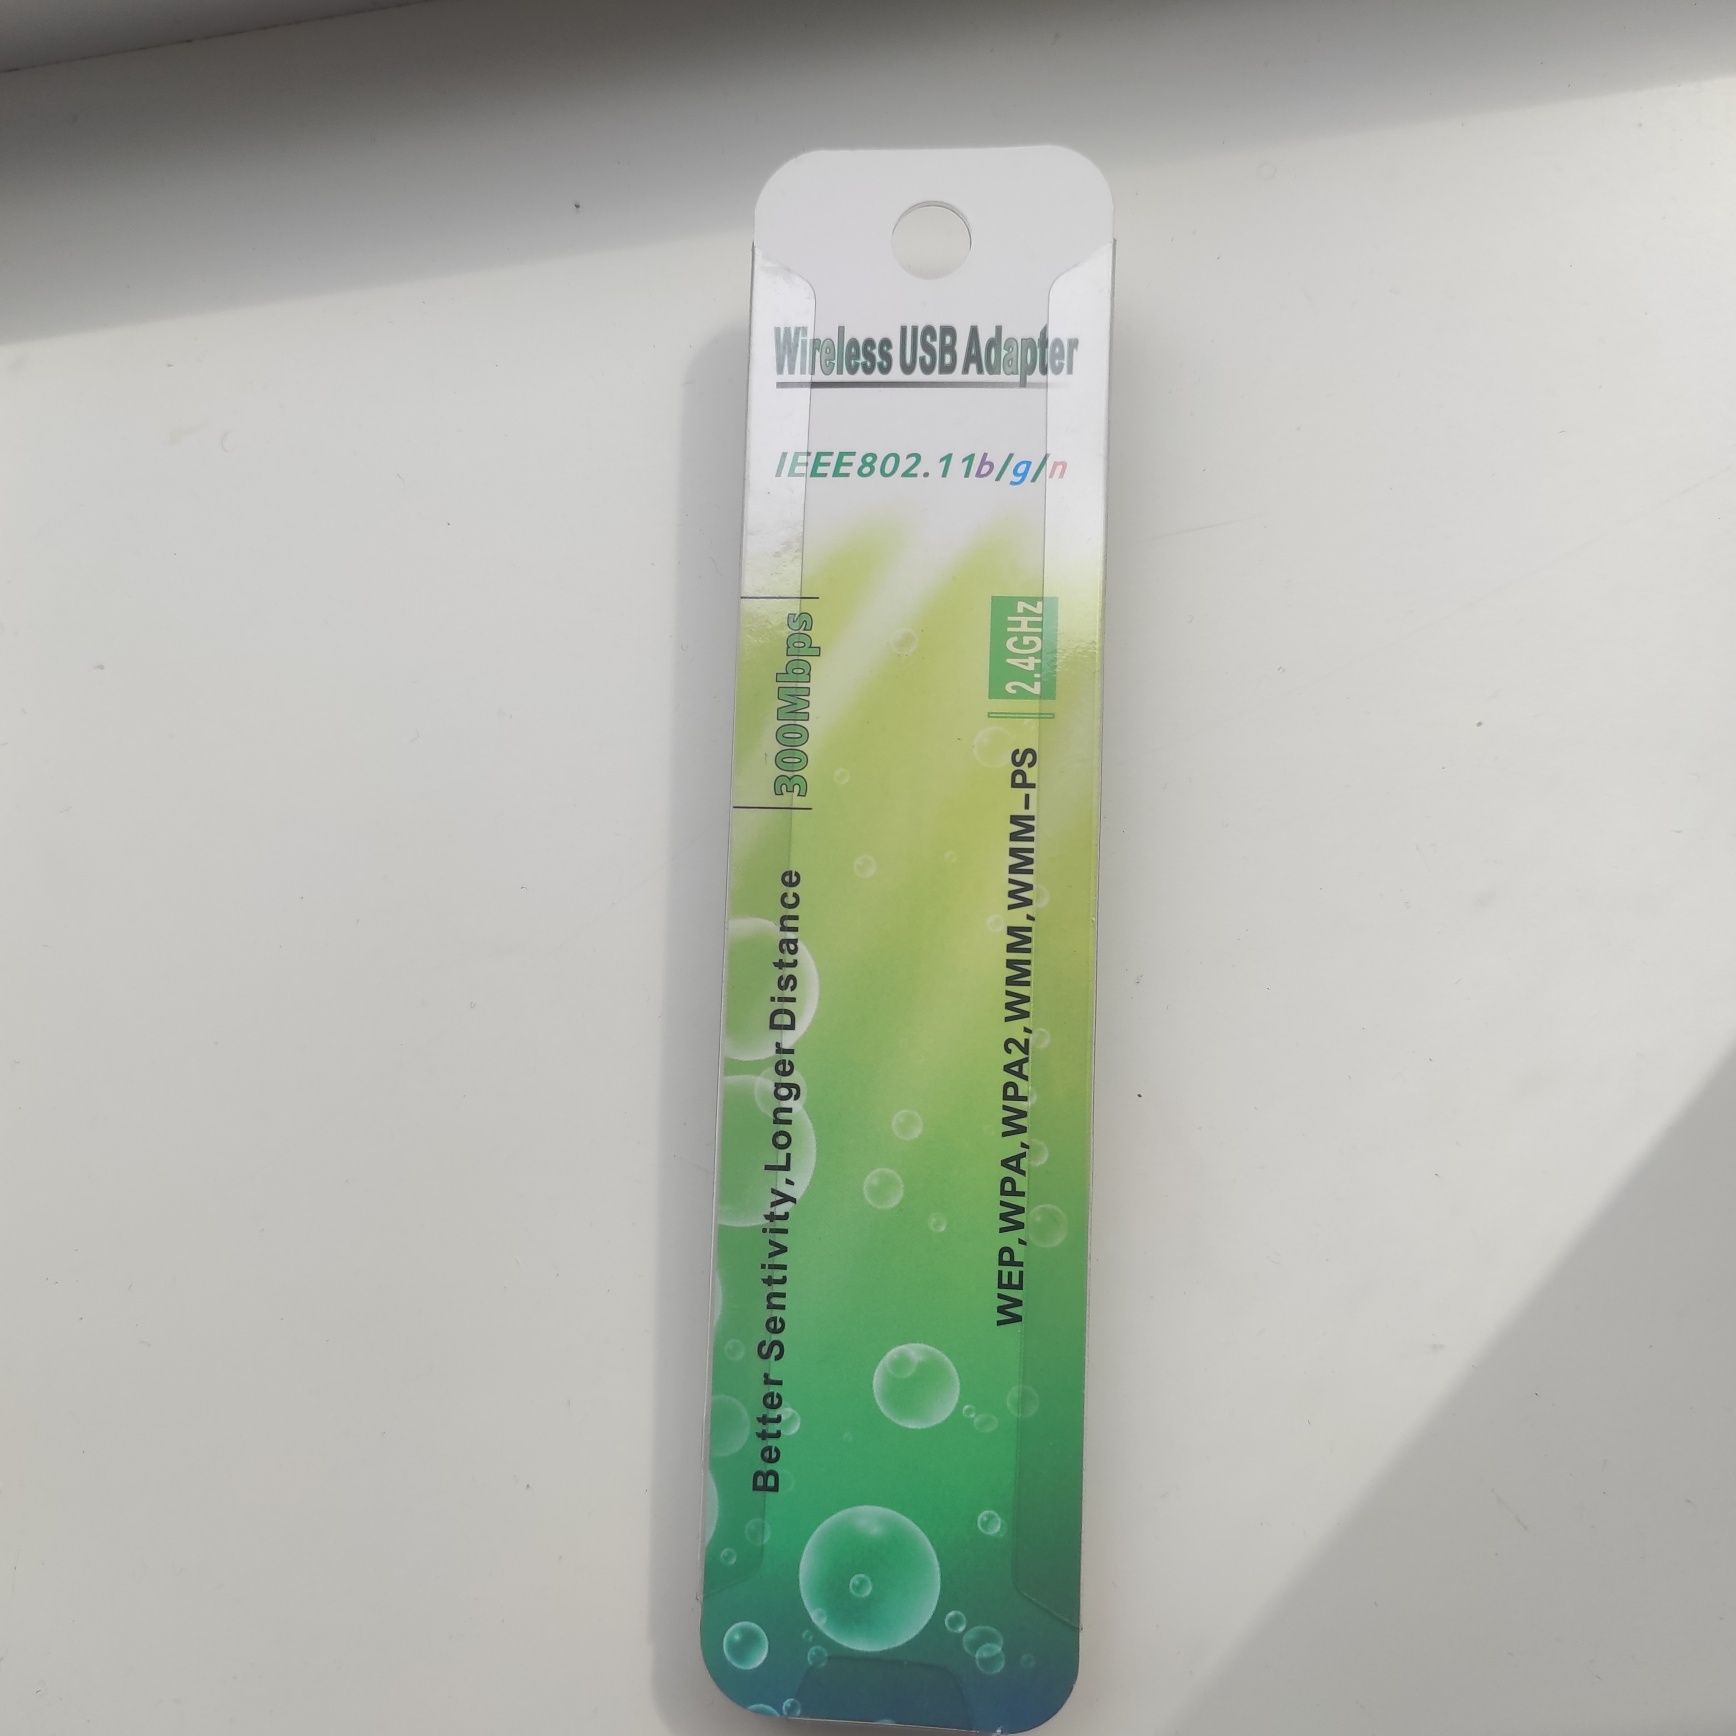 Wireless USB Adapter
IEEE802.11b/g/n
300Mbps
2.4GHz
Better Sentivity,Longer Distance
WEP,WPA,WPA2,WMM,WMM-PS